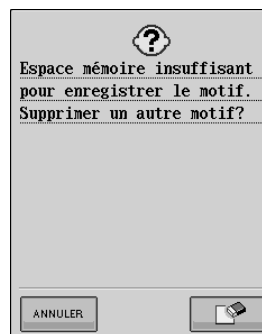 Espace mémoire insuffisant
pour enregistrer le motif.
Supprimer un autre motif?
ANNULER